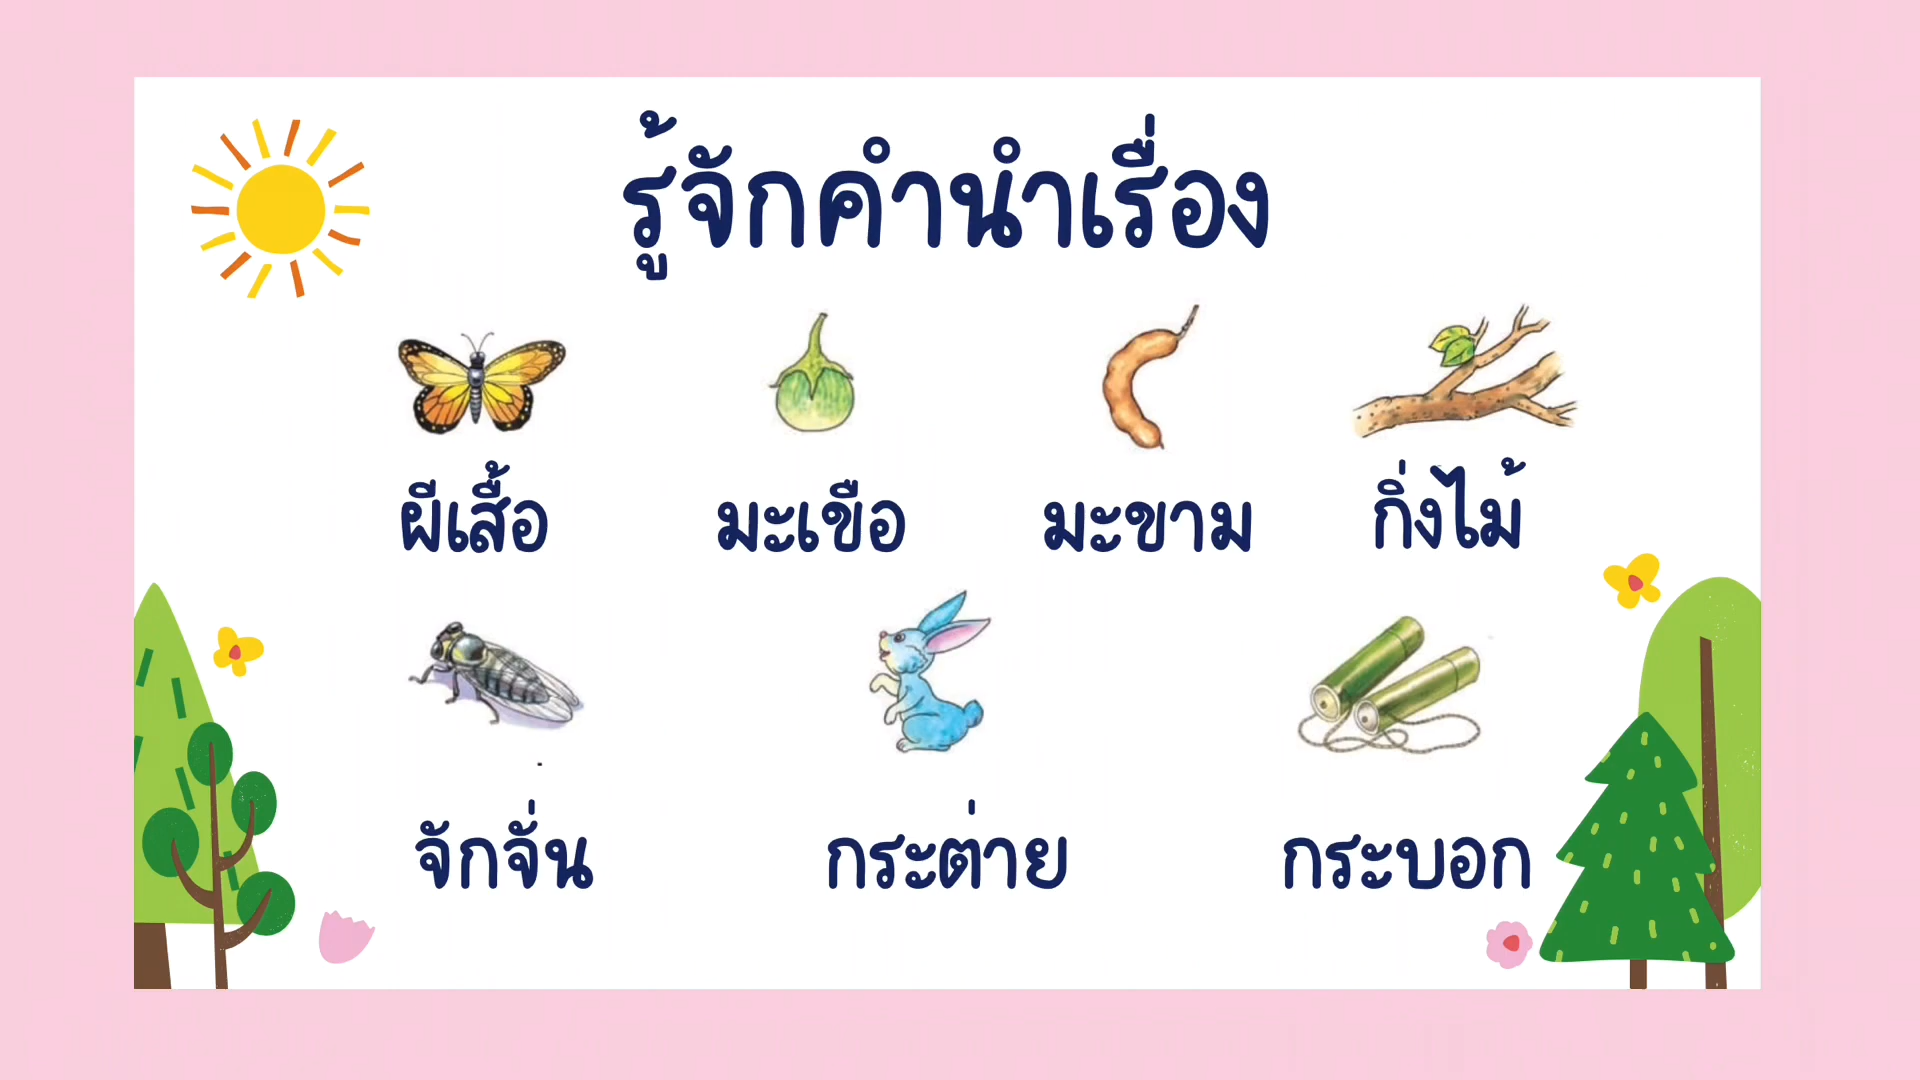 รู้จักคำนำเรื่อง
ผีเสื้อ มะเขือ มะขาม กิ่งไม้
จักจั่น กระต่าย กระบอก